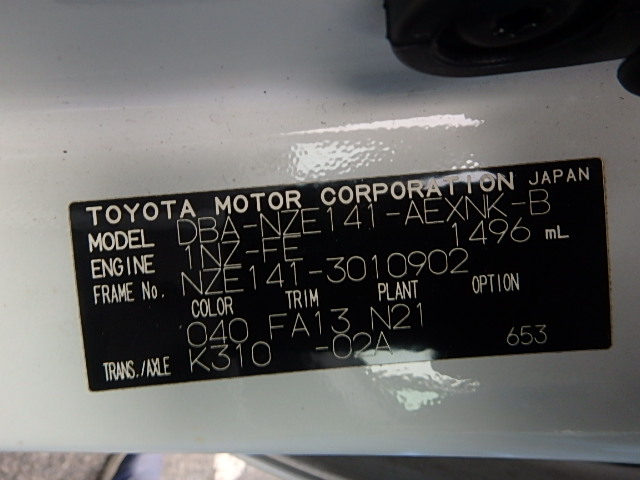 TOYOTA MOTOR CORPORATION JAPAN
MODEL DBA-NZE141-AEXNK-B
ENGINE 1NZ-FE 1496 mL
FRAME No. NZE141-3010902
COLOR TRIM PLANT OPTION
040 FA13 N21
TRANS./AXLE K310 -02A 653